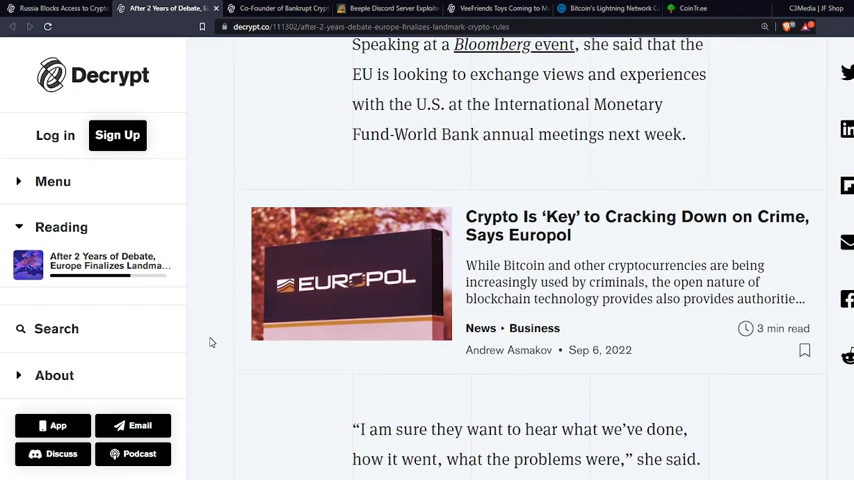 Russia Blocks Access to Crypto
After 2 Years of Debate, E
Co-Founder of Bankrupt Crypt
Beeple Discord Server Exploite
VeeFriends Toys Coming to M
Bitcoin's Lightning Network C
CoinTr.ee
C3Media | JF Shop
decrypt.co/111302/after-2-years-debate-europe-finalizes-landmark-crypto-rules
Decrypt
Log in
Sign Up
Menu
Reading
After 2 Years of Debate,
Europe Finalizes Landma...
Search
About
App
Email
Discuss
Podcast
Speaking at a Bloomberg event, she said that the
EU is looking to exchange views and experiences
with the U.S. at the International Monetary
Fund-World Bank annual meetings next week.
EUROPOL
Crypto Is ‘Key’ to Cracking Down on Crime,
Says Europol
While Bitcoin and other cryptocurrencies are being
increasingly used by criminals, the open nature of
blockchain technology provides also provides authoritie...
News ‣ Business
3 min read
Andrew Asmakov • Sep 6, 2022
“I am sure they want to hear what we’ve done,
how it went, what the problems were,” she said.